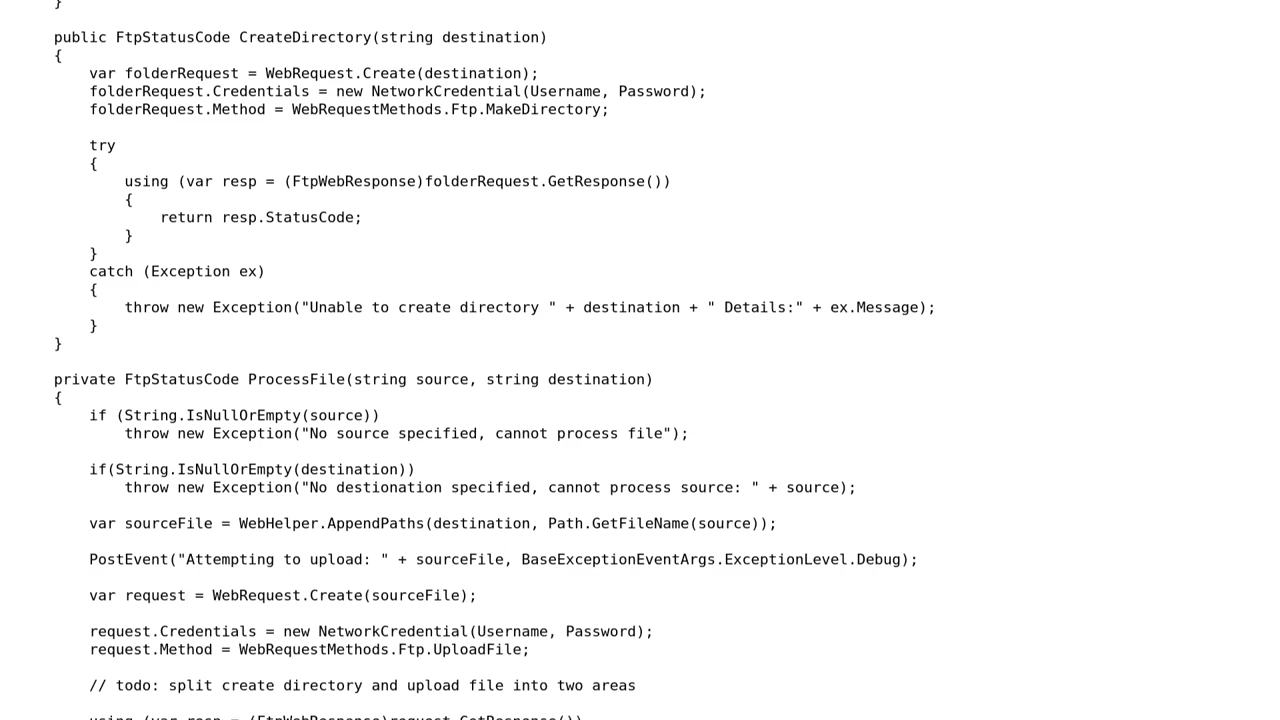 }
public FtpStatusCode CreateDirectory(string destination)
{
var folderRequest = WebRequest.Create(destination);
folderRequest.Credentials = new NetworkCredential(Username, Password);
folderRequest.Method = WebRequestMethods.Ftp.MakeDirectory;
try
{
using (var resp = (FtpWebResponse)folderRequest.GetResponse())
{
return resp.StatusCode;
}
}
catch (Exception ex)
{
throw new Exception("Unable to create directory " + destination + " Details:" + ex.Message);
}
}
private FtpStatusCode ProcessFile(string source, string destination)
{
if (String.IsNullOrEmpty(source))
throw new Exception("No source specified, cannot process file");
if(String.IsNullOrEmpty(destination))
throw new Exception("No destionation specified, cannot process source: " + source);
var sourceFile = WebHelper.AppendPaths(destination, Path.GetFileName(source));
PostEvent("Attempting to upload: " + sourceFile, BaseExceptionEventArgs.ExceptionLevel.Debug);
var request = WebRequest.Create(sourceFile);
request.Credentials = new NetworkCredential(Username, Password);
request.Method = WebRequestMethods.Ftp.UploadFile;
// todo: split create directory and upload file into two areas
using (var resp = (FtpWebResponse)request.GetResponse())